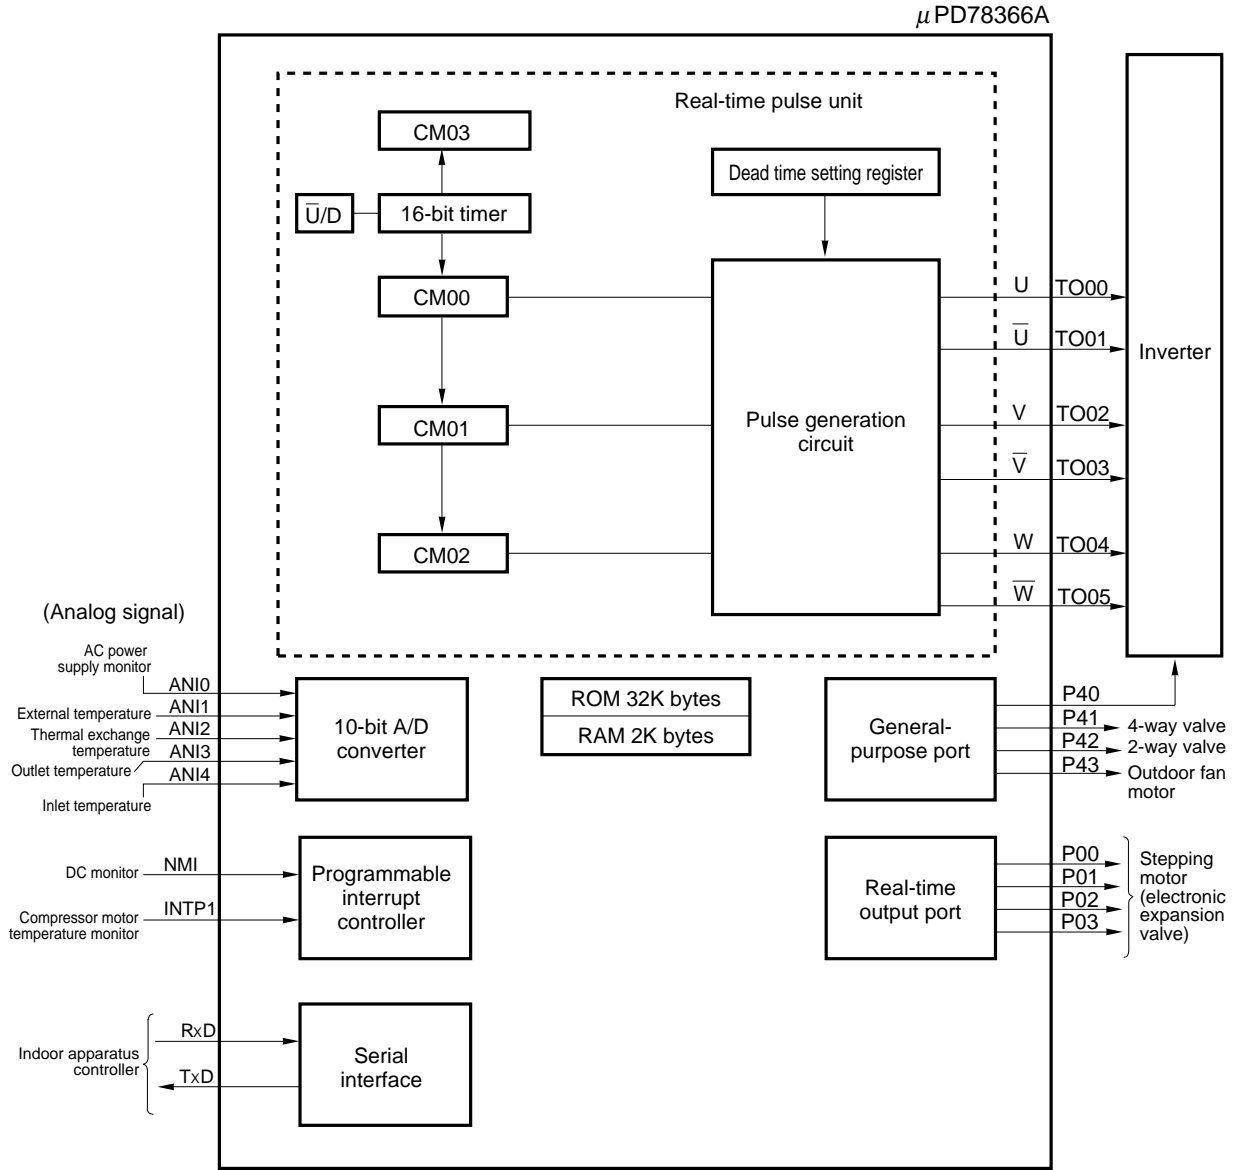 μPD78366A
Real-time pulse unit
CM03
Dead time setting register
U̅/D
16-bit timer
CM00
CM01
CM02
Pulse generation
circuit
U TO00
U̅ TO01
V TO02
V̅ TO03
W TO04
W̅ TO05
Inverter
(Analog signal)
AC power
supply monitor
ANI0
External temperature
ANI1
Thermal exchange
temperature
ANI2
Outlet temperature
ANI3
Inlet temperature
ANI4
10-bit A/D
converter
ROM 32K bytes
RAM 2K bytes
General-
purpose port
P40
P41
4-way valve
P42
2-way valve
P43
Outdoor fan
motor
DC monitor
NMI
Compressor motor
temperature monitor
INTP1
Programmable
interrupt
controller
Real-time
output port
P00
P01
P02
P03
Stepping
motor
(electronic
expansion
valve)
Indoor apparatus
controller
RxD
TxD
Serial
interface